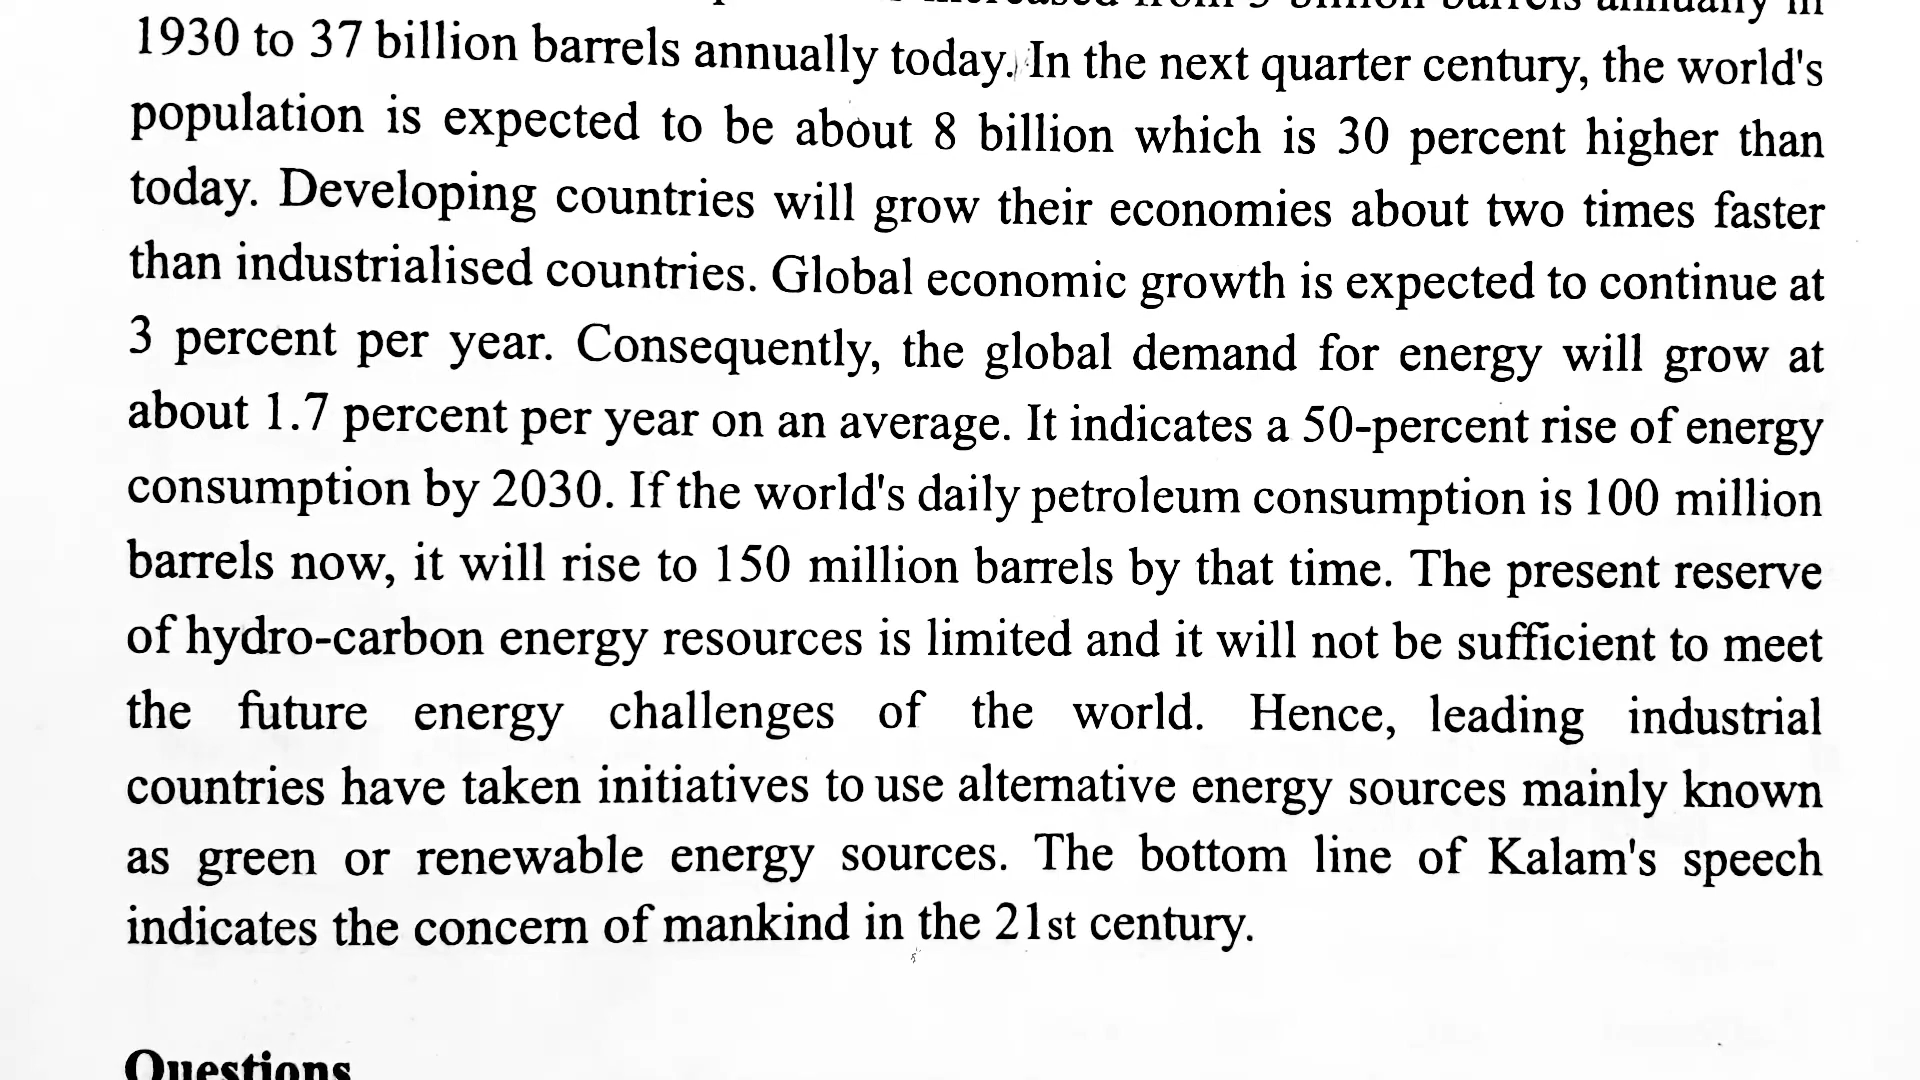 increased from 3 billion barrels annually in
1930 to 37 billion barrels annually today. In the next quarter century, the world's
population is expected to be about 8 billion which is 30 percent higher than
today. Developing countries will grow their economies about two times faster
than industrialised countries. Global economic growth is expected to continue at
3 percent per year. Consequently, the global demand for energy will grow at
about 1.7 percent per year on an average. It indicates a 50-percent rise of energy
consumption by 2030. If the world's daily petroleum consumption is 100 million
barrels now, it will rise to 150 million barrels by that time. The present reserve
of hydro-carbon energy resources is limited and it will not be sufficient to meet
the future energy challenges of the world. Hence, leading industrial
countries have taken initiatives to use alternative energy sources mainly known
as green or renewable energy sources. The bottom line of Kalam's speech
indicates the concern of mankind in the 21st century.
Questions